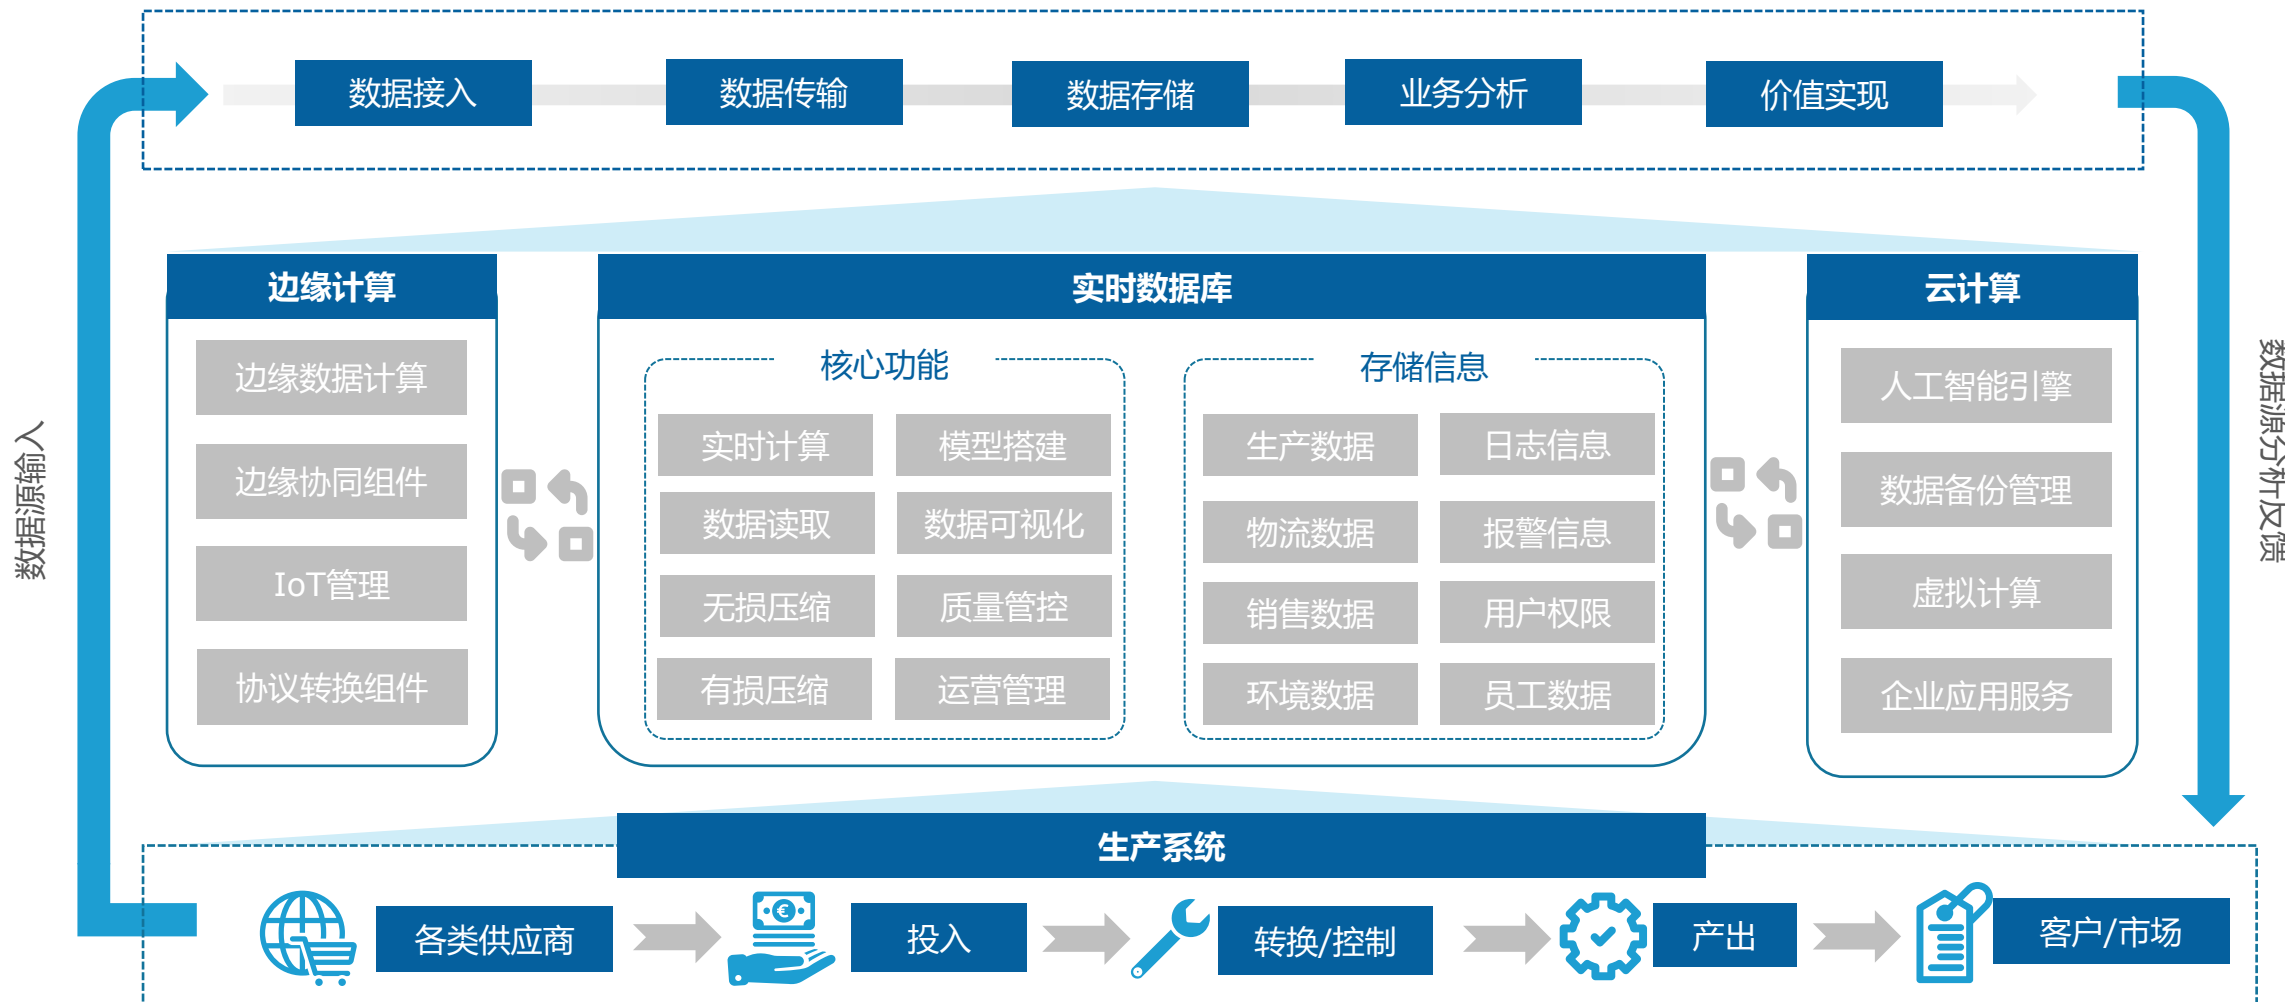 数据接入
数据传输
数据存储
业务分析
价值实现
数据源输入
边缘计算
边缘数据计算
边缘协同组件
IoT管理
协议转换组件
实时数据库
核心功能
实时计算
模型搭建
数据读取
数据可视化
无损压缩
质量管控
有损压缩
运营管理
存储信息
生产数据
日志信息
物流数据
报警信息
销售数据
用户权限
环境数据
员工数据
云计算
人工智能引擎
数据备份管理
虚拟计算
企业应用服务
数据源分析反馈
生产系统
各类供应商
投入
转换/控制
产出
客户/市场